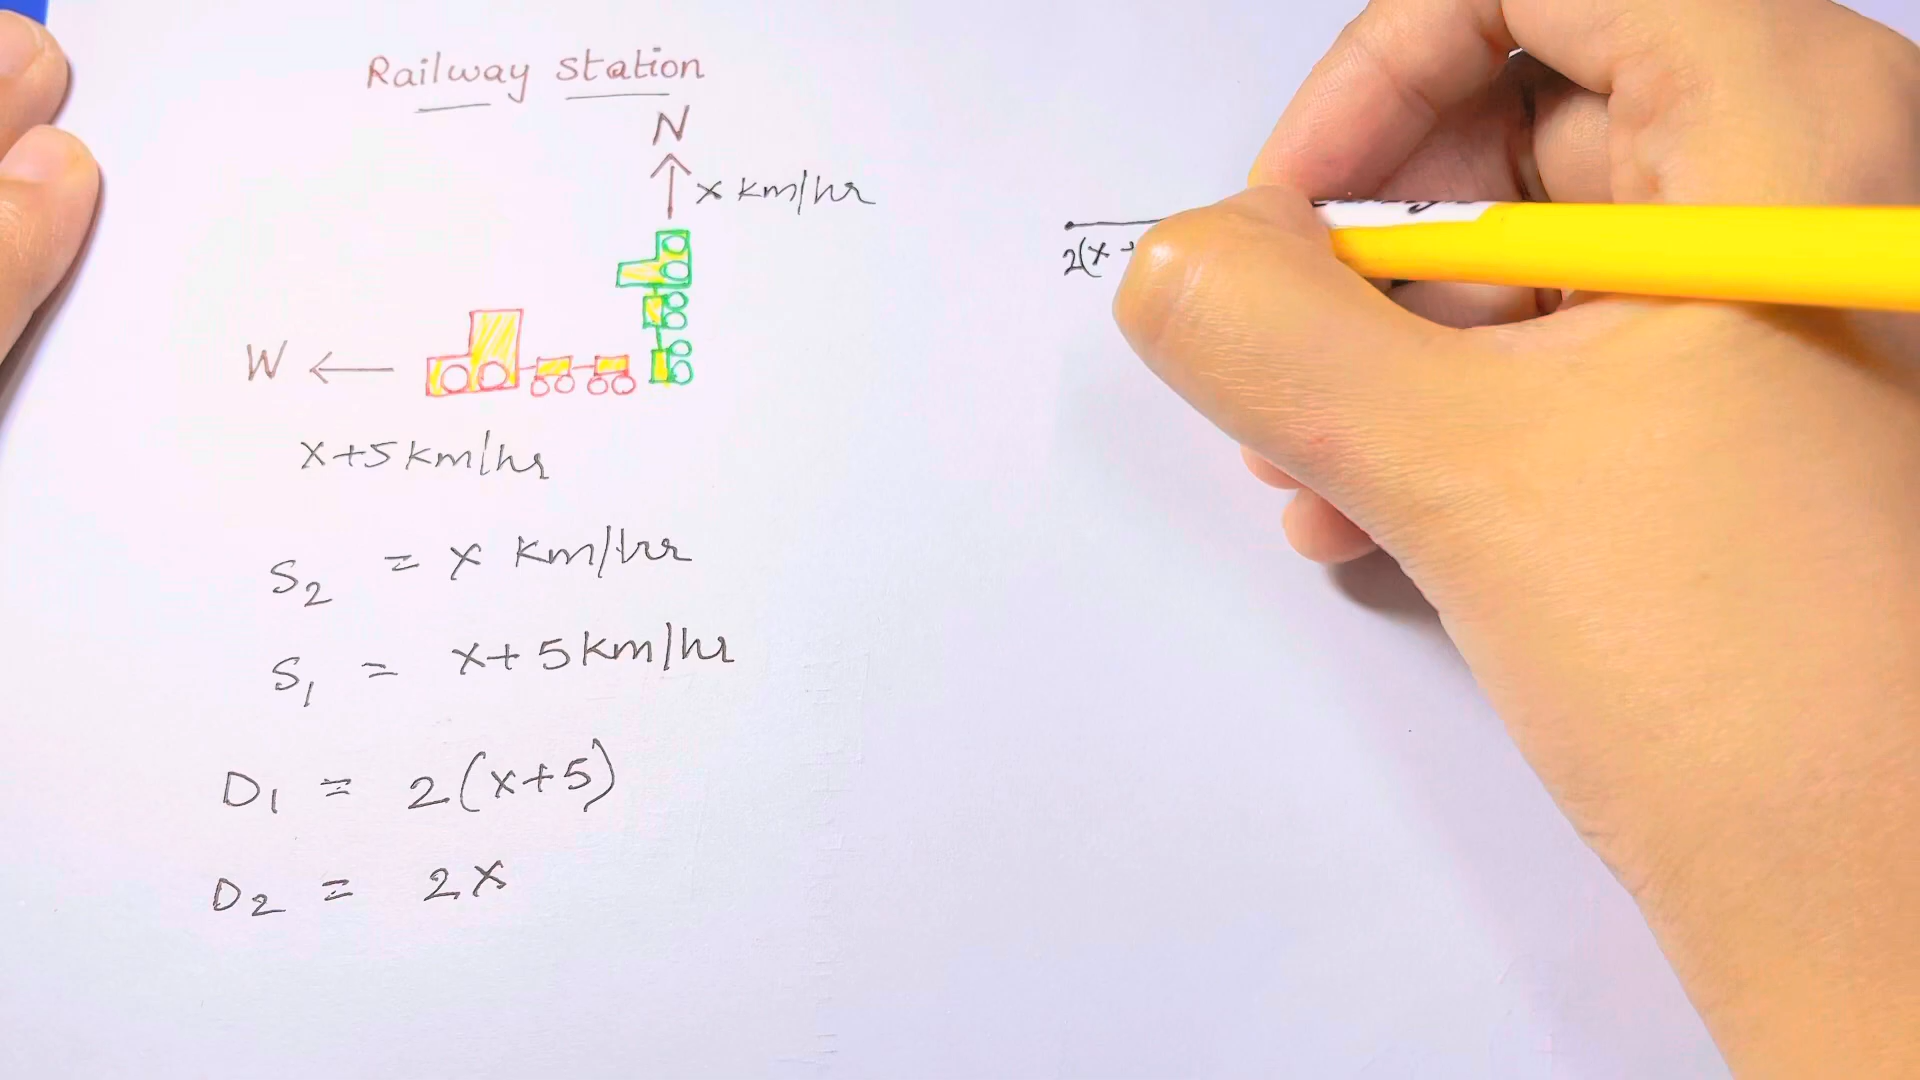 Railway Station
N
x km/hr
W
x+5 km/hr
S2 = x km/hr
S1 = x+5 km/hr
D1 = 2(x+5)
D2 = 2x
2(x +